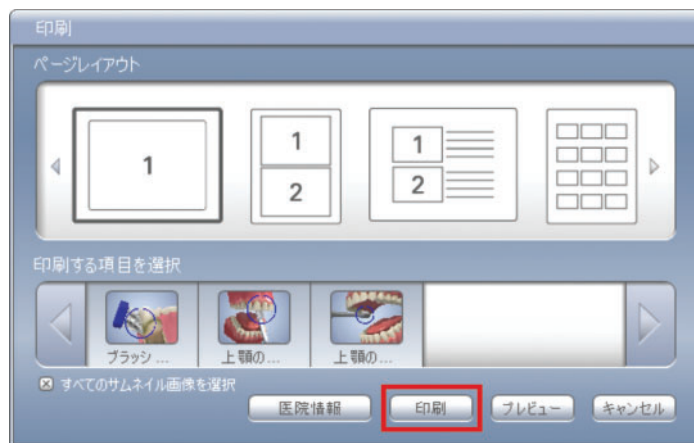 印刷
ページレイアウト
1
1
2
1
2
印刷する項目を選択
ブラッシ...
上顎の...
上顎の...
すべてのサムネイル画像を選択
医院情報
印刷
プレビュー
キャンセル